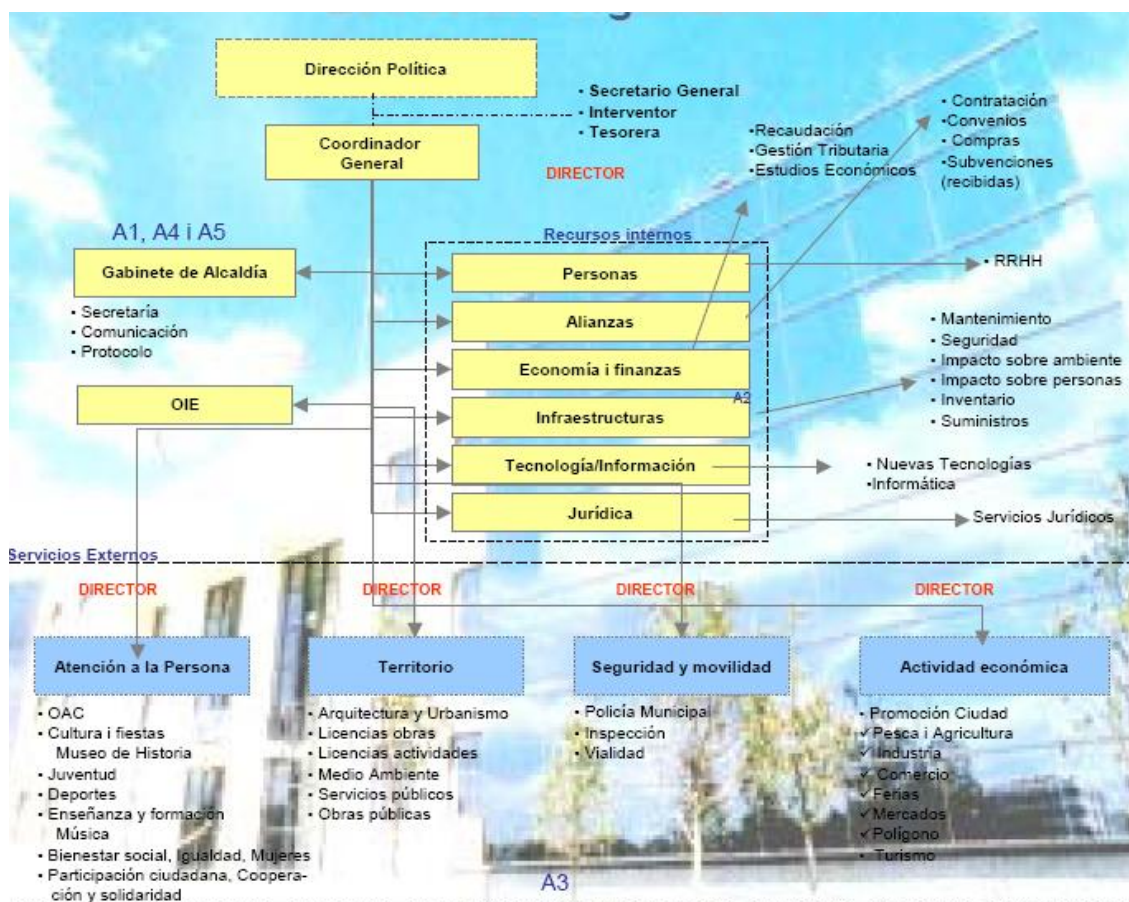 Dirección Política
• Secretario General
• Interventor
• Tesorera
Coordinador
General
DIRECTOR
•Recaudación
•Gestión Tributaria
•Estudios Económicos
• Contratación
•Convenios
• Compras
•Subvenciones
(recibidas)
A1, A4 i A5
Gabinete de Alcaldía
• Secretaría
• Comunicación
• Protocolo
OIE
Recursos internos
Personas
Alianzas
Economía i finanzas
A2
Infraestructuras
Tecnología/Información
Jurídica
• RRHH
• Mantenimiento
• Seguridad
• Impacto sobre ambiente
• Impacto sobre personas
• Inventario
• Suministros
• Nuevas Tecnologías
•Informática
Servicios Jurídicos
Servicios Externos
DIRECTOR
DIRECTOR
DIRECTOR
DIRECTOR
Atención a la Persona
• OAC
• Cultura i fiestas
Museo de Historia
• Juventud
• Deportes
• Enseñanza y formación
Música
• Bienestar social, Igualdad, Mujeres
• Participación ciudadana, Coopera-
ción y solidaridad
Territorio
• Arquitectura y Urbanismo
• Licencias obras
• Licencias actividades
• Medio Ambiente
• Servicios públicos
• Obras públicas
Seguridad y movilidad
• Policía Municipal
• Inspección
• Vialidad
Actividad económica
• Promoción Ciudad
✓Pesca i Agricultura
✓Industria
✓Comercio
✓Ferias
✓Mercados
✓Polígono
• Turismo
A3